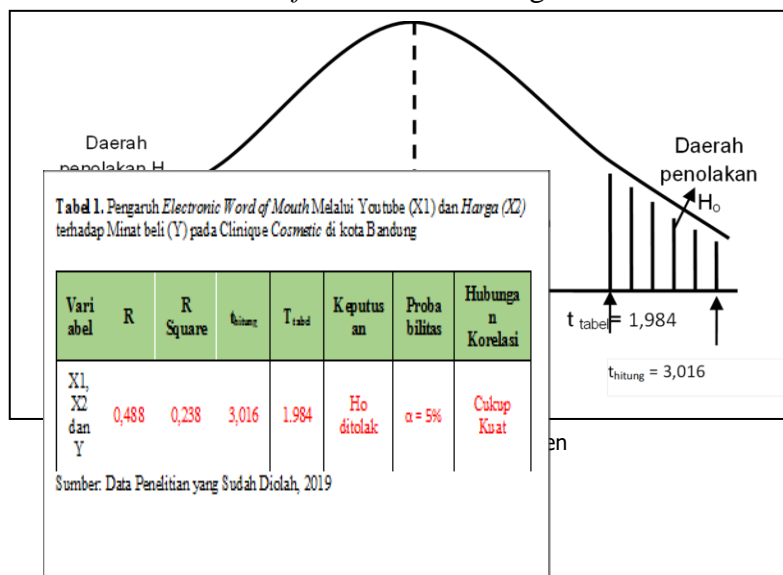 Daerah
penolakan H
Daerah
penolakan
Ho
t tabel= 1,984
thitung = 3,016
en
Tabel 1. Pengaruh Electronic Word of Mouth Melalui Youtube (X1) dan Harga (X2)
terhadap Minat beli (Y) pada Clinique Cosmetic di kota Bandung
Vari
abel
R
R
Square
thitung
Ttabel
Keputus
an
Proba
bilitas
Hubunga
n
Korelasi
X1,
X2
dan
Y
0,488
0,238
3,016
1.984
Ho
ditolak
α = 5%
Cukup
Kuat
Sumber: Data Penelitian yang Sudah Diolah, 2019